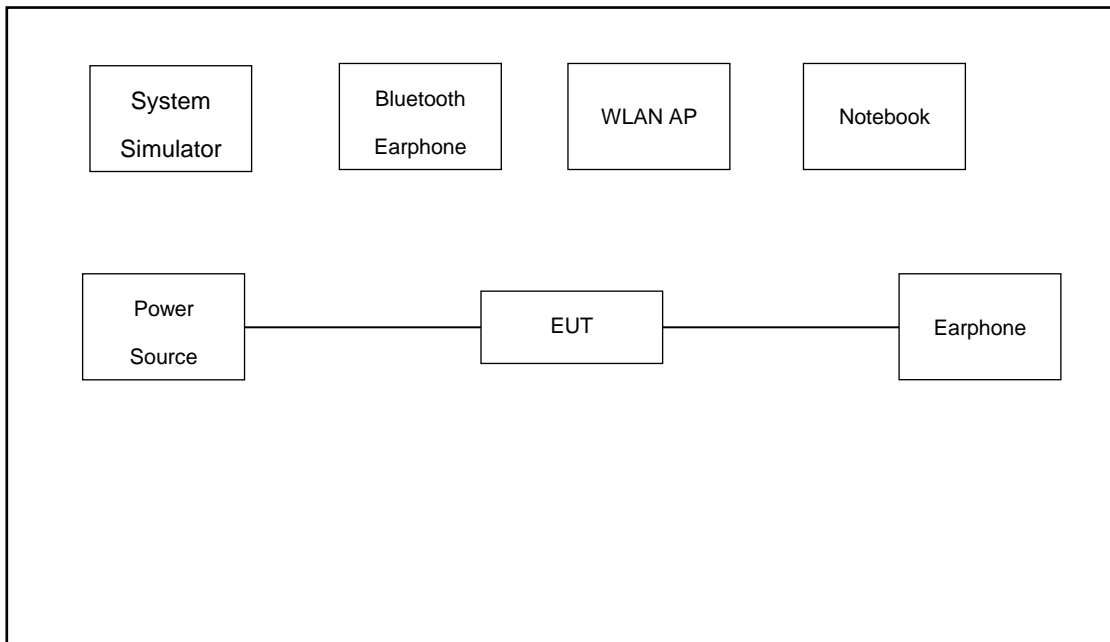 System
Simulator
Bluetooth
Earphone
WLAN AP
Notebook
Power
Source
EUT
Earphone